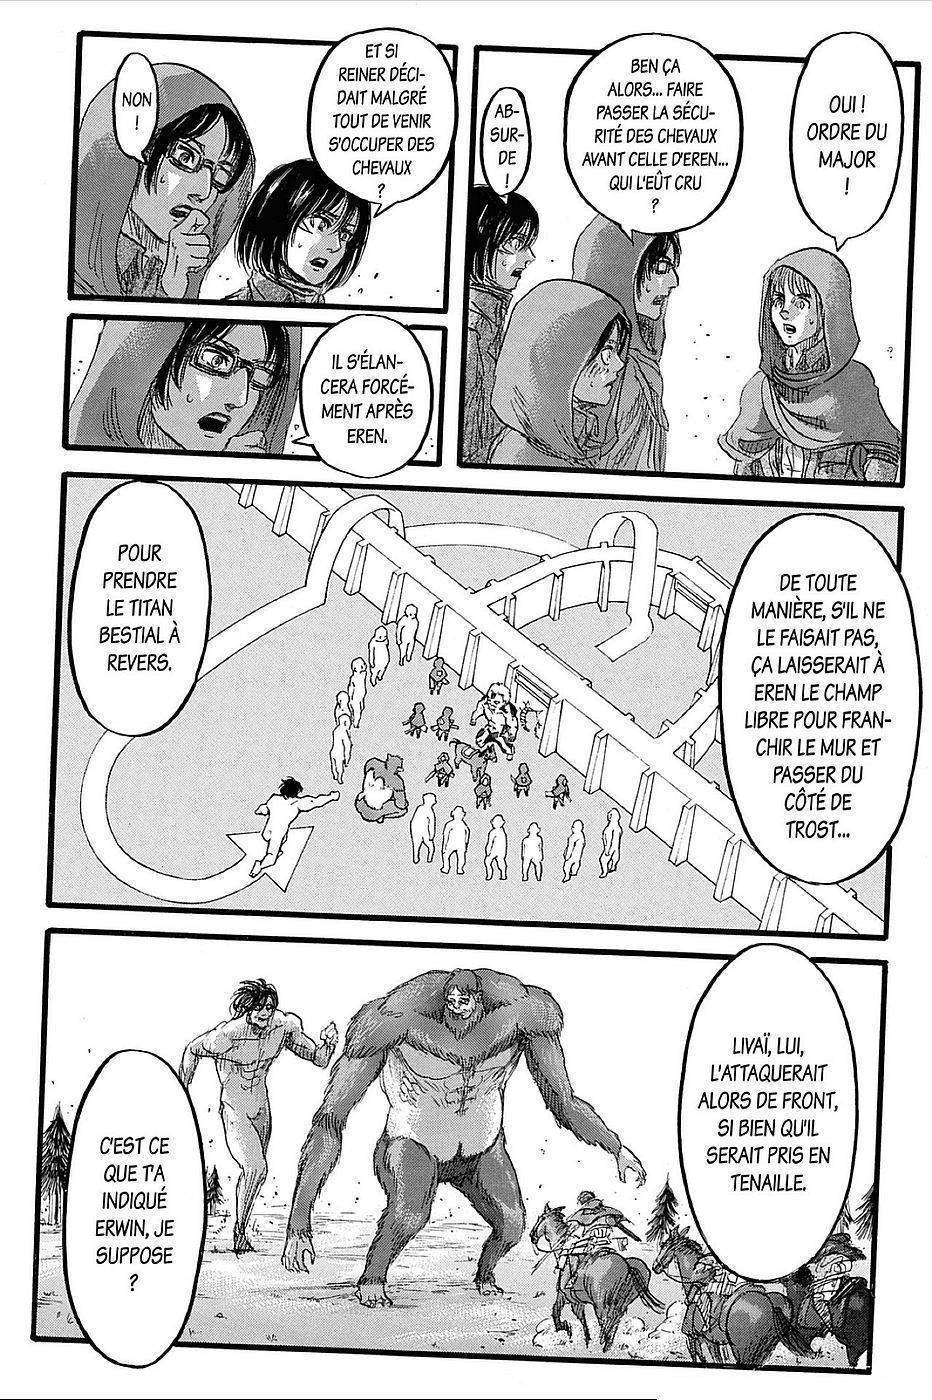 OUI !
ORDRE DU
MAJOR
!
BEN ÇA
ALORS... FAIRE
PASSER LA SÉCU-
RITÉ DES CHEVAUX
AVANT CELLE D'EREN...
QUI L'EÛT CRU
?
AB-
SUR-
DE !
ET SI
REINER DÉCI-
DAIT MALGRÉ
TOUT DE VENIR
S'OCCUPER DES
CHEVAUX
?
NON
!
IL S'ÉLAN-
CERA FORCÉ-
MENT APRÈS
EREN.
DE TOUTE
MANIÈRE, S'IL NE
LE FAISAIT PAS,
ÇA LAISSERAIT À
EREN LE CHAMP
LIBRE POUR FRAN-
CHIR LE MUR ET
PASSER DU
CÔTÉ DE
TROST...
POUR
PRENDRE
LE TITAN
BESTIAL À
REVERS.
LIVAÏ, LUI,
L'ATTAQUERAIT
ALORS DE FRONT,
SI BIEN QU'IL
SERAIT PRIS EN
TENAILLE.
C'EST CE
QUE T'A
INDIQUÉ
ERWIN, JE
SUPPOSE
?